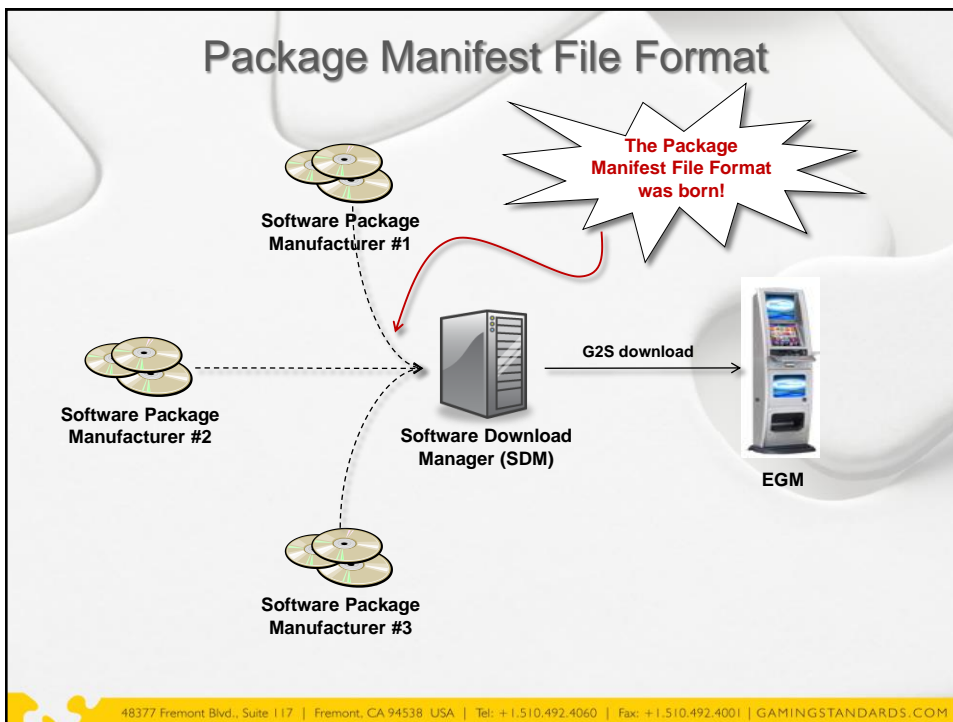 Package Manifest File Format
The Package
Manifest File Format
was born!
Software Package
Manufacturer #1
G2S download
Software Package
Manufacturer #2
Software Download
Manager (SDM)
EGM
Software Package
Manufacturer #3
48377 Fremont Blvd., Suite 117 | Fremont, CA 94538 USA | Tel: +1.510.492.4060 | Fax: +1.510.492.4001 | GAMINGSTANDARDS.COM